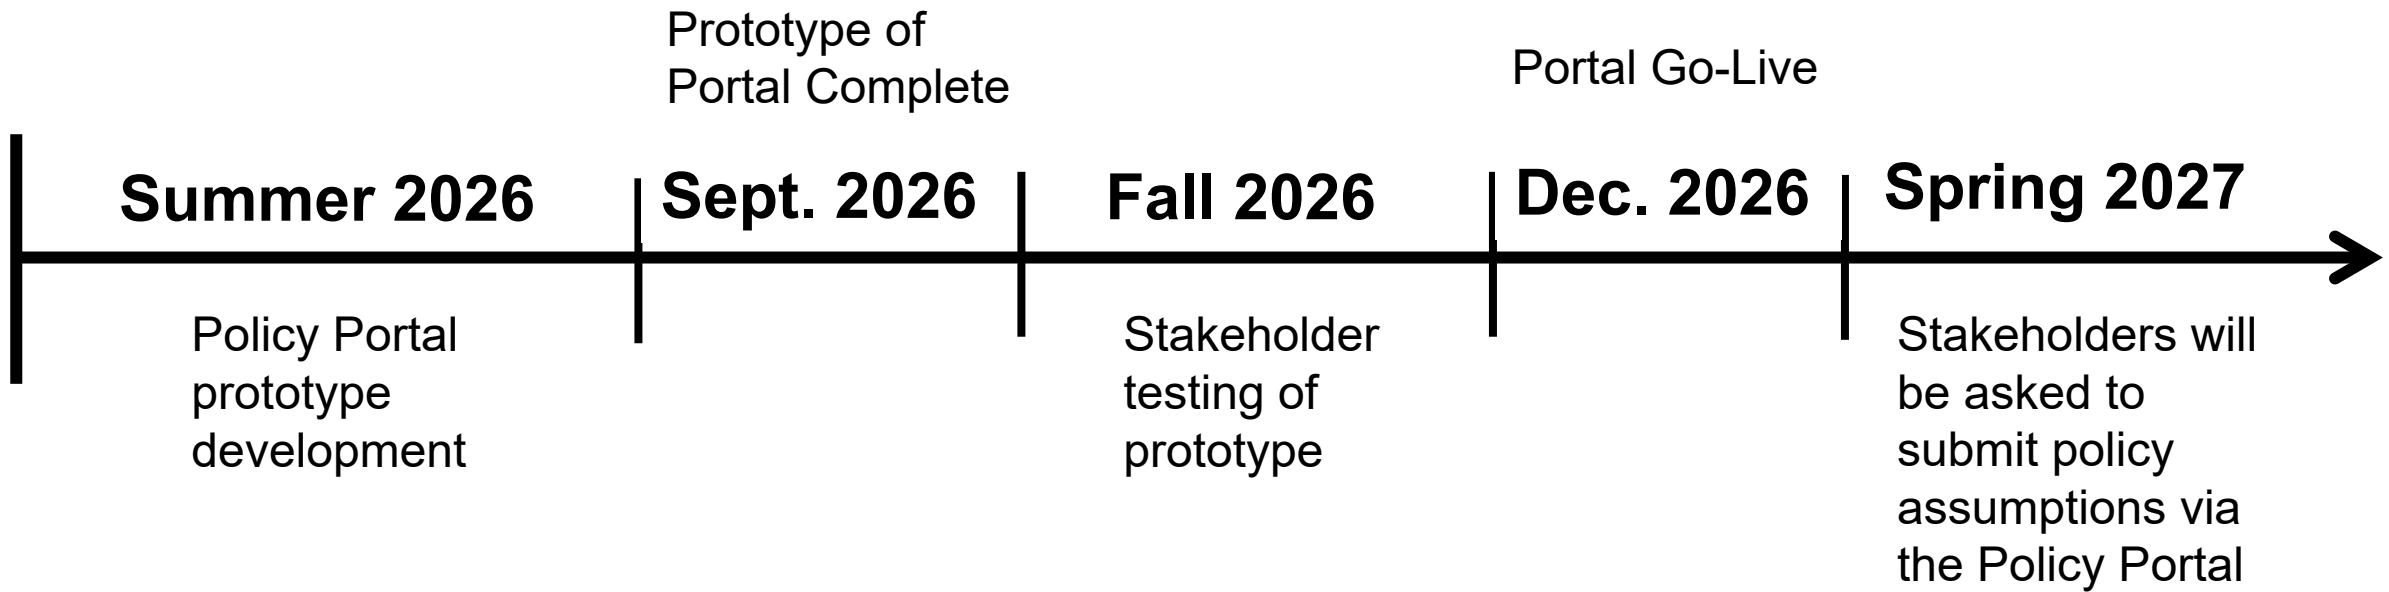 Prototype of
Portal Complete
Portal Go-Live
Summer 2026
Sept. 2026
Fall 2026
Dec. 2026
Spring 2027
Policy Portal
prototype
development
Stakeholder
testing of
prototype
Stakeholders will
be asked to
submit policy
assumptions via
the Policy Portal